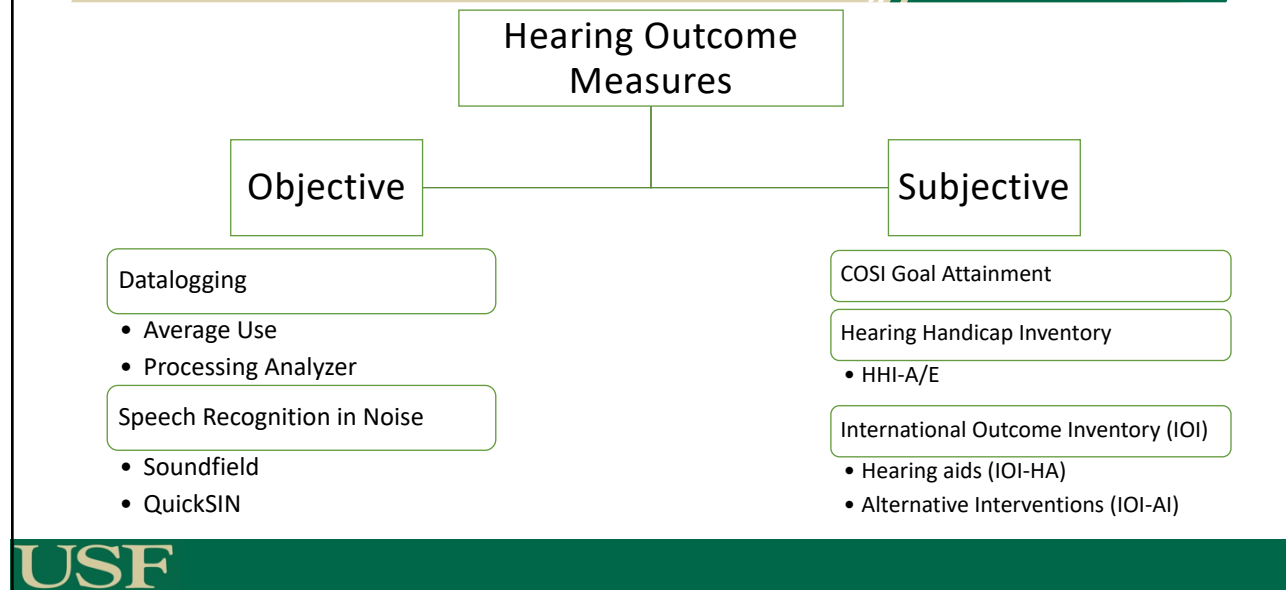 Hearing Outcome
Measures
Objective
Subjective
Datalogging
• Average Use
• Processing Analyzer
Speech Recognition in Noise
• Soundfield
• QuickSIN
COSI Goal Attainment
Hearing Handicap Inventory
• HHI-A/E
International Outcome Inventory (IOI)
• Hearing aids (IOI-HA)
• Alternative Interventions (IOI-AI)
USF